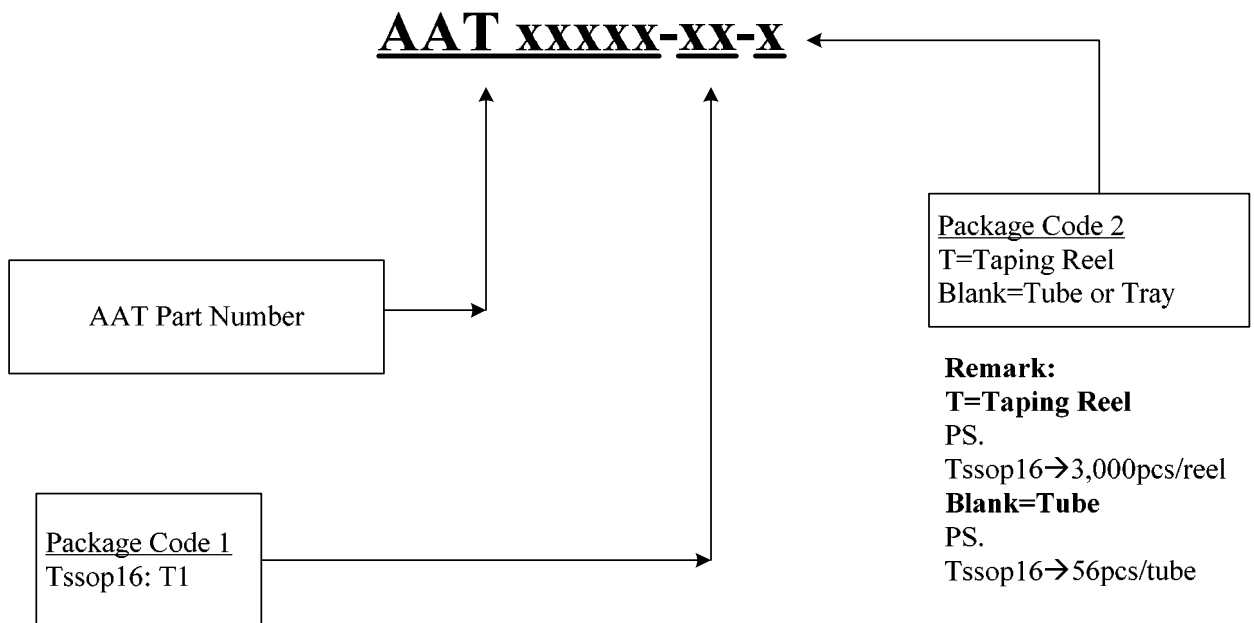 AAT xxxxx-xx-x
AAT Part Number
Package Code 1
Tssop16: T1
Package Code 2
T=Taping Reel
Blank=Tube or Tray
Remark:
T=Taping Reel
PS.
Tssop16→3,000pcs/reel
Blank=Tube
PS.
Tssop16→56pcs/tube